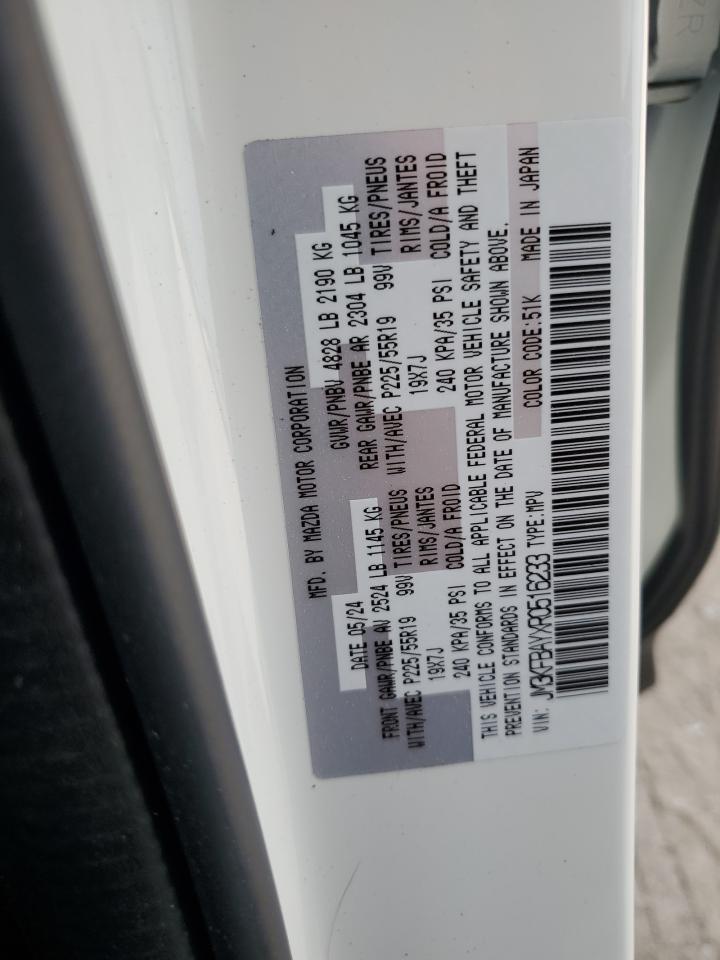 MFD. BY MAZDA MOTOR CORPORATION
DATE 05/24 GVWR/PNBV 4828 LB 2190 KG
FRONT GAWR/PNBE AV 2524 LB 1145 KG REAR GAWR/PNBE AR 2304 LB 1045 KG
WITH/AVEC P225/55R19 99V TIRES/PNEUS WITH/AVEC P225/55R19 99V TIRES/PNEUS
19X7J RIMS/JANTES 19X7J RIMS/JANTES
240 KPA/35 PSI COLD/A FROID 240 KPA/35 PSI COLD/A FROID
THIS VEHICLE CONFORMS TO ALL APPLICABLE FEDERAL MOTOR VEHICLE SAFETY AND THEFT
PREVENTION STANDARDS IN EFFECT ON THE DATE OF MANUFACTURE SHOWN ABOVE.
VIN: JM3KFBAYXR0516233 TYPE:MPV COLOR CODE:51K MADE IN JAPAN